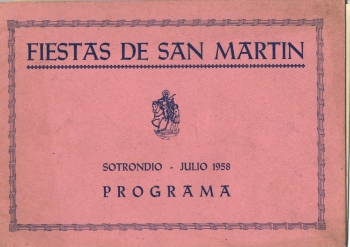 FIESTAS DE SAN MARTIN
SOTRONDIO - JULIO 1958
PROGRAMA